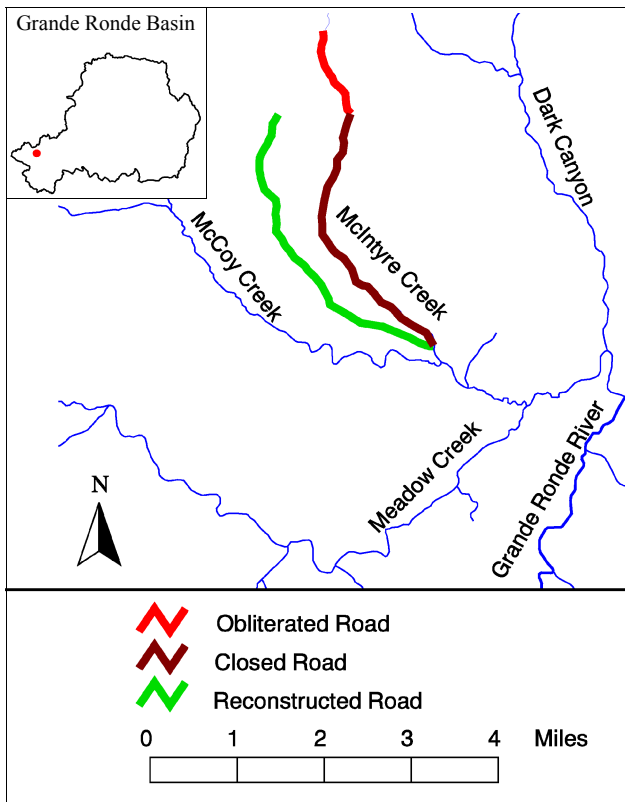 Grande Ronde Basin
Dark Canyon
McIntyre Creek
McCoy Creek
Meadow Creek
Grande Ronde River
N
Obliterated Road
Closed Road
Reconstructed Road
0 1 2 3 4 Miles